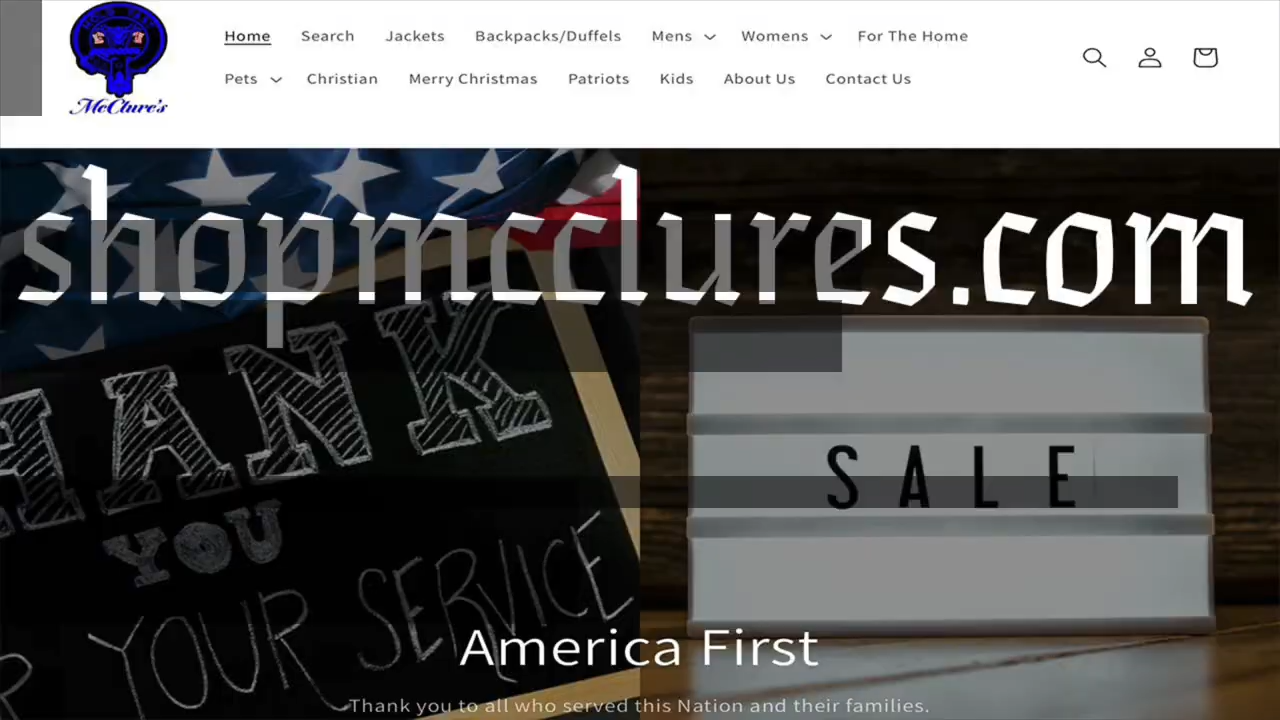 Home Search Jackets Backpacks/Duffels Mens Womens For The Home
Pets Christian Merry Christmas Patriots Kids About Us Contact Us
McClure's
shopmcclures.com
HANK
YOU
YOUR SERVICE
SALE
America First
Thank you to all who served this Nation and their families.